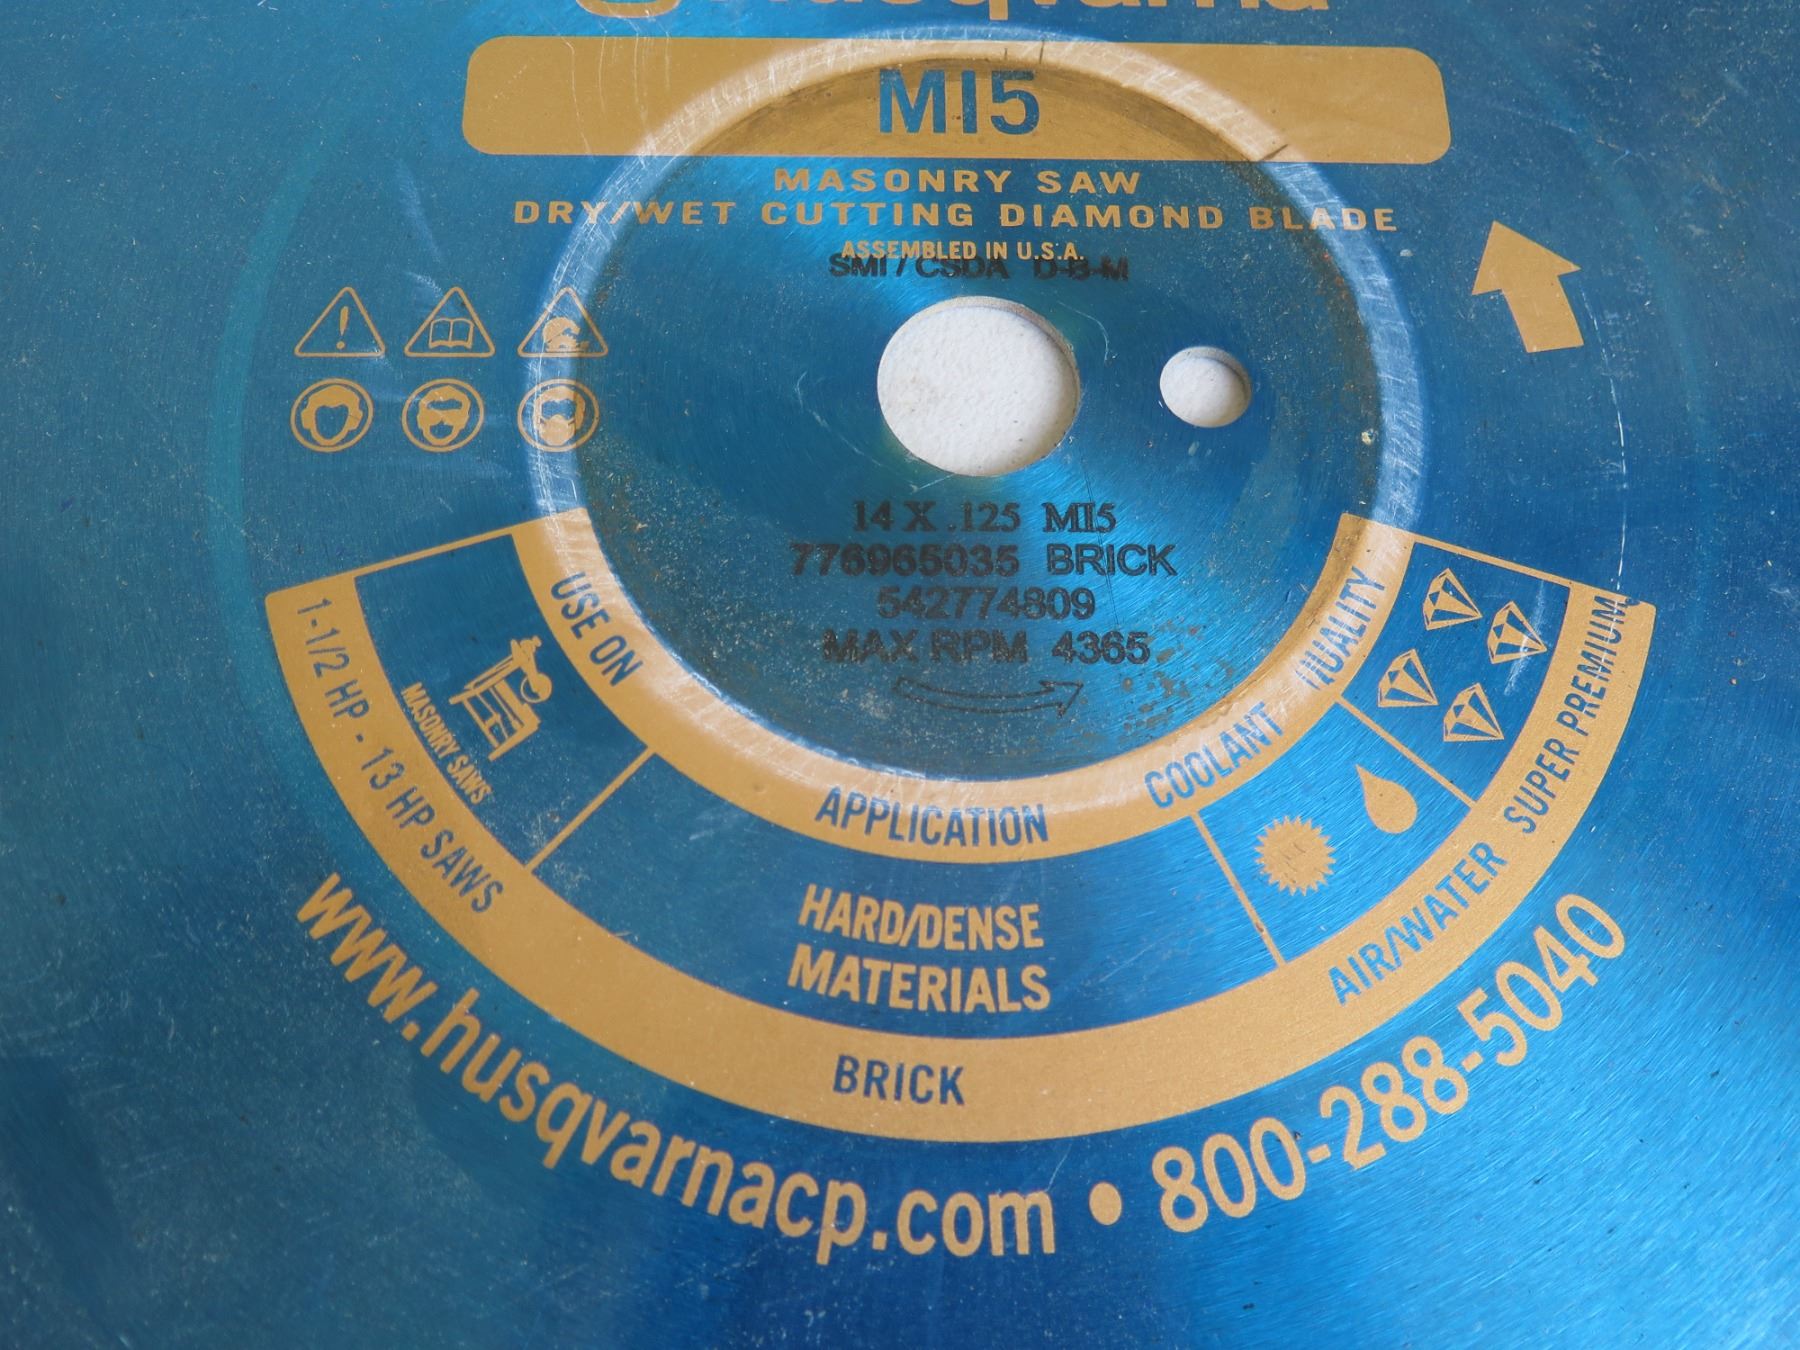 Husqvarna
MI5
MASONRY SAW
DRY/WET CUTTING DIAMOND BLADE
ASSEMBLED IN U.S.A.
SMI / CSDA D-B-M
14 X .125 MI5
776965035 BRICK
542774809
MAX RPM 4365
USE ON
APPLICATION
COOLANT
QUALITY
MASONRY SAWS
HARD/DENSE
MATERIALS
1-1/2 HP - 13 HP SAWS
BRICK
AIR/WATER
SUPER PREMIUM
www.husqvarnacp.com • 800-288-5040